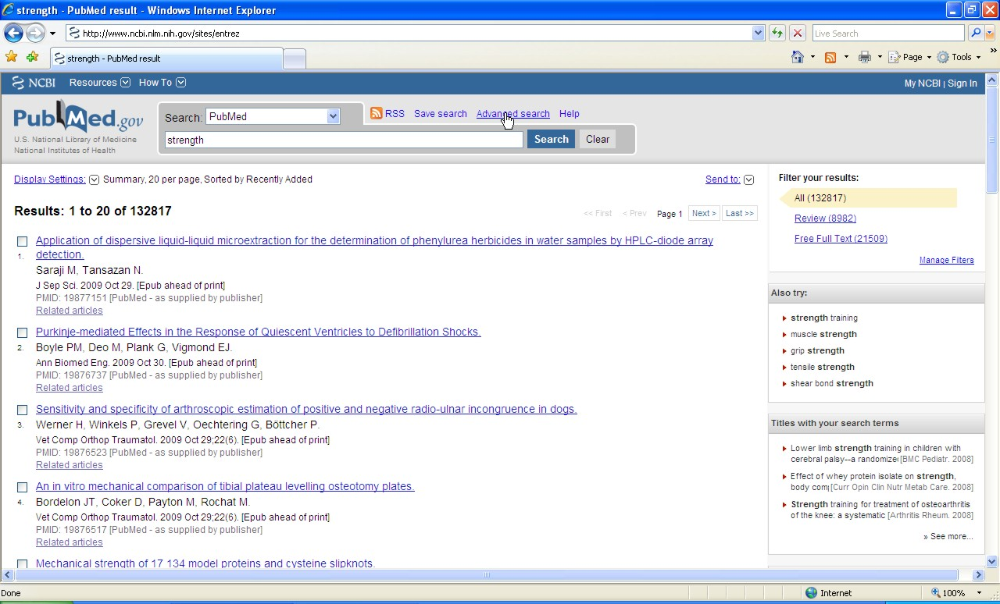 strength - PubMed result - Windows Internet Explorer
http://www.ncbi.nlm.nih.gov/sites/entrez
Live Search
strength - PubMed result
Page
Tools
NCBI Resources How To
My NCBI | Sign In
PubMed.gov
U.S. National Library of Medicine
National Institutes of Health
Search: PubMed
RSS Save search Advanced search Help
strength
Search Clear
Display Settings: Summary, 20 per page, Sorted by Recently Added
Send to:
Results: 1 to 20 of 132817
<< First < Prev Page 1 Next > Last >>
1. Application of dispersive liquid-liquid microextraction for the determination of phenylurea herbicides in water samples by HPLC-diode array
detection.
Saraji M, Tansazan N.
J Sep Sci. 2009 Oct 29. [Epub ahead of print]
PMID: 19877151 [PubMed - as supplied by publisher]
Related articles
2. Purkinje-mediated Effects in the Response of Quiescent Ventricles to Defibrillation Shocks.
Boyle PM, Deo M, Plank G, Vigmond EJ.
Ann Biomed Eng. 2009 Oct 30. [Epub ahead of print]
PMID: 19876737 [PubMed - as supplied by publisher]
Related articles
3. Sensitivity and specificity of arthroscopic estimation of positive and negative radio-ulnar incongruence in dogs.
Werner H, Winkels P, Grevel V, Oechtering G, Böttcher P.
Vet Comp Orthop Traumatol. 2009 Oct 29;22(6). [Epub ahead of print]
PMID: 19876523 [PubMed - as supplied by publisher]
Related articles
4. An in vitro mechanical comparison of tibial plateau levelling osteotomy plates.
Bordelon JT, Coker D, Payton M, Rochat M.
Vet Comp Orthop Traumatol. 2009 Oct 29;22(6). [Epub ahead of print]
PMID: 19876517 [PubMed - as supplied by publisher]
Related articles
Mechanical strength of 17 134 model proteins and cysteine slipknots.
Filter your results:
All (132817)
Review (8982)
Free Full Text (21509)
Manage Filters
Also try:
strength training
muscle strength
grip strength
tensile strength
shear bond strength
Titles with your search terms
Lower limb strength training in children with
cerebral palsy--a randomize [BMC Pediatr. 2008]
Effect of whey protein isolate on strength,
body com [Curr Opin Clin Nutr Metab Care. 2008]
Strength training for treatment of osteoarthritis
of the knee: a systematic [Arthritis Rheum. 2008]
» See more...
Done
Internet
100%